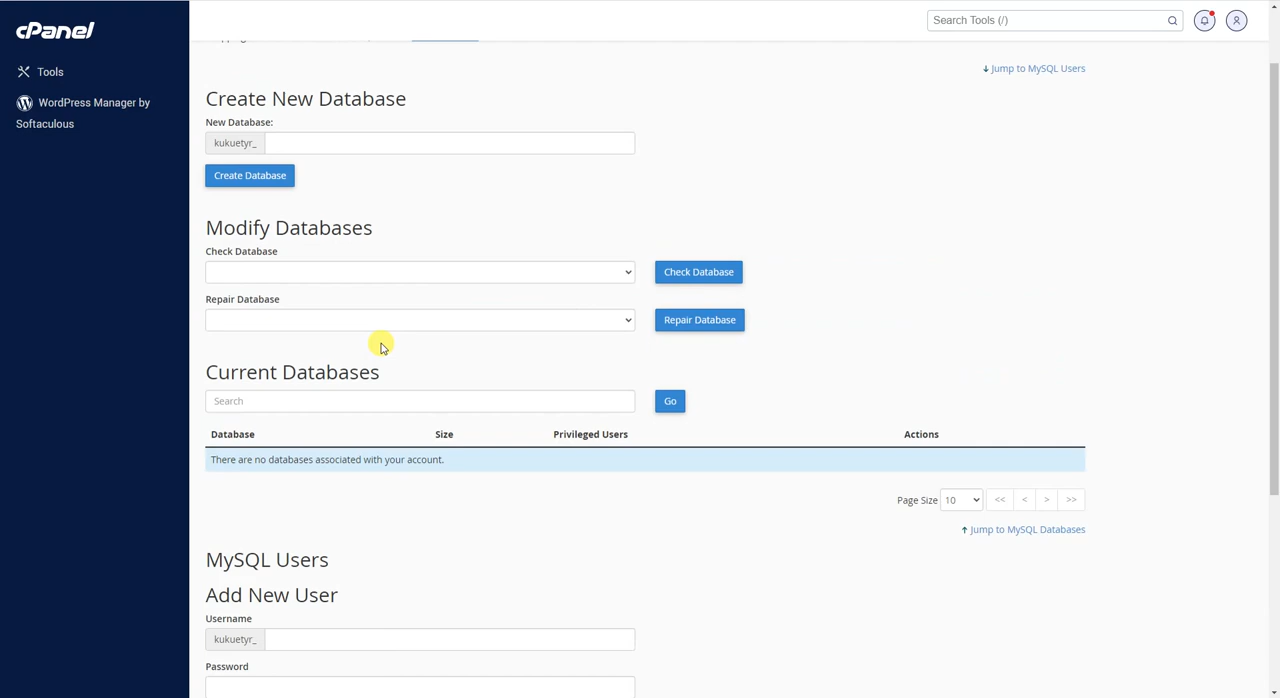 cPanel
Search Tools (/)
Tools
WordPress Manager by
Softaculous
Jump to MySQL Users
Create New Database
New Database:
kukuetyr_
Create Database
Modify Databases
Check Database
Check Database
Repair Database
Repair Database
Current Databases
Search
Go
Database Size Privileged Users Actions
There are no databases associated with your account.
Page Size 10 << < > >>
Jump to MySQL Databases
MySQL Users
Add New User
Username
kukuetyr_
Password